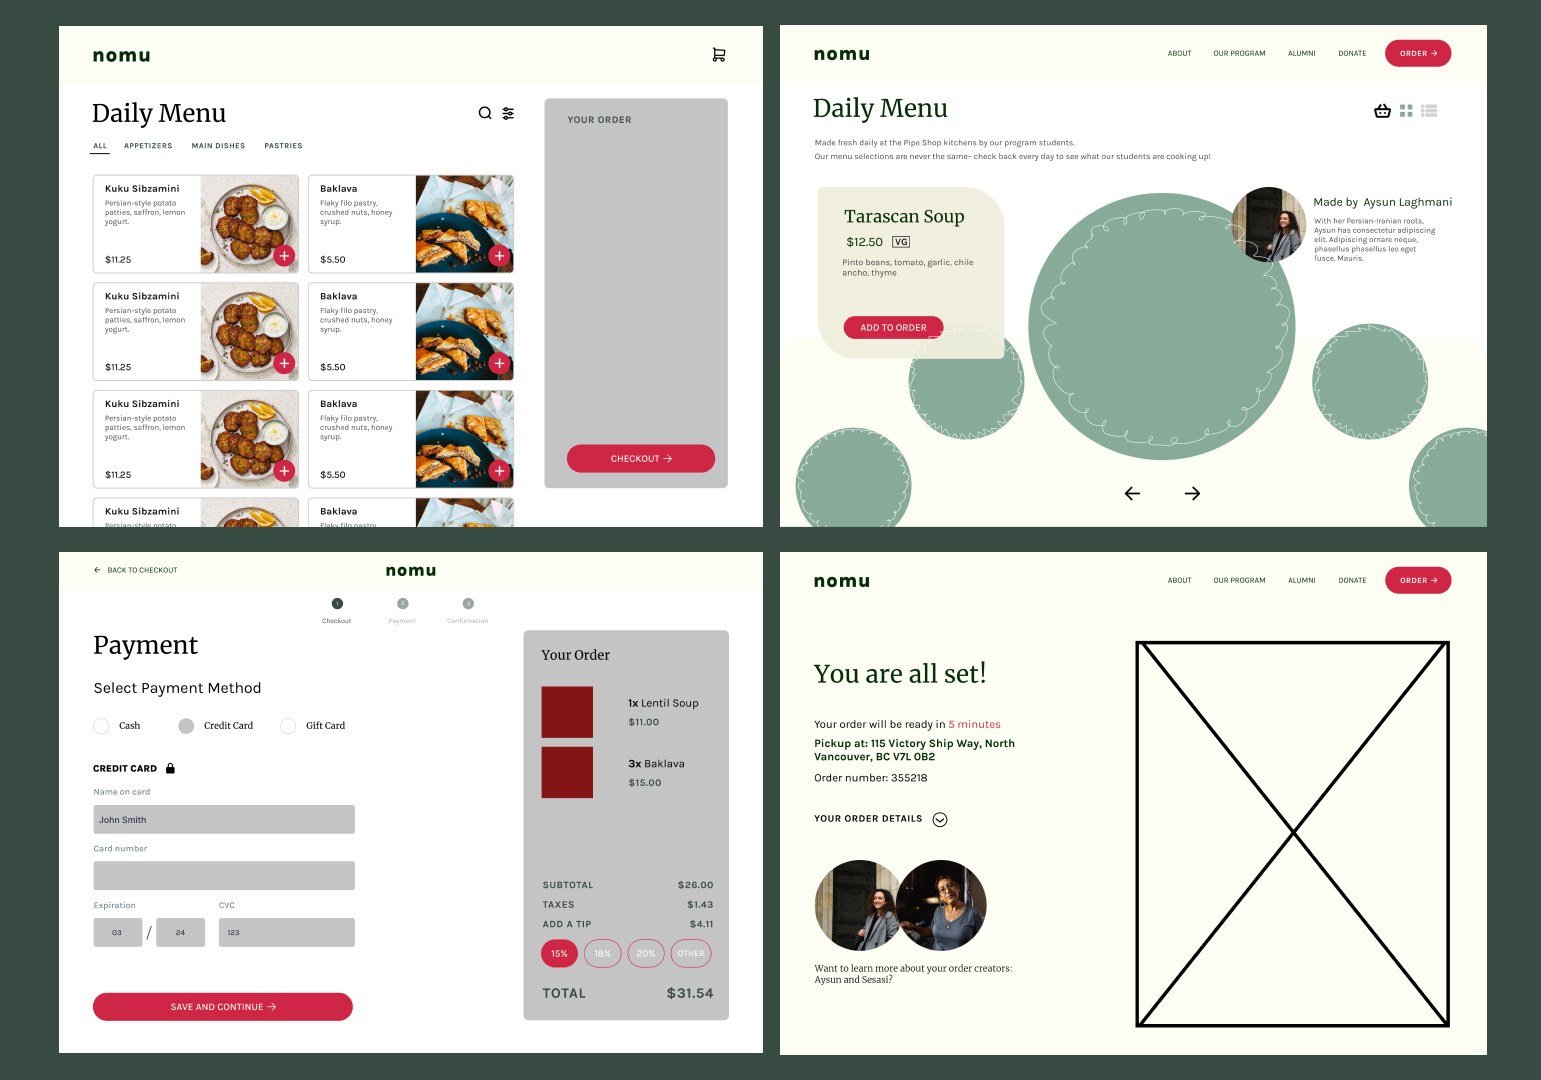 nomu
Daily Menu
ALL APPETIZERS MAIN DISHES PASTRIES
Kuku Sibzamini
Persian-style potato
patties, saffron, lemon
yogurt.
$11.25
Baklava
Flaky filo pastry,
crushed nuts, honey
syrup.
$5.50
Kuku Sibzamini
Persian-style potato
patties, saffron, lemon
yogurt.
$11.25
Baklava
Flaky filo pastry,
crushed nuts, honey
syrup.
$5.50
Kuku Sibzamini
Persian-style potato
patties, saffron, lemon
yogurt.
$11.25
Baklava
Flaky filo pastry,
crushed nuts, honey
syrup.
$5.50
Kuku Sibzamini
Persian-style potato
Baklava
Flaky filo pastry,
YOUR ORDER
CHECKOUT →
nomu
ABOUT OUR PROGRAM ALUMNI DONATE ORDER →
Daily Menu
Made fresh daily at the Pipe Shop kitchens by our program students.
Our menu selections are never the same– check back every day to see what our students are cooking up!
Tarascan Soup
$12.50 VG
Pinto beans, tomato, garlic, chile
ancho, thyme
ADD TO ORDER
Made by Aysun Laghmani
With her Persian-Iranian roots,
Aysun has consectetur adipiscing
elit. Adipiscing ornare neque,
phasellus phasellus leo eget
fusce. Mauris.
← BACK TO CHECKOUT
nomu
1 2 3
Checkout Payment Confirmation
Payment
Select Payment Method
Cash Credit Card Gift Card
CREDIT CARD
Name on card
John Smith
Card number
Expiration CVC
03 / 24 123
SAVE AND CONTINUE →
Your Order
1x Lentil Soup
$11.00
3x Baklava
$15.00
SUBTOTAL $26.00
TAXES $1.43
ADD A TIP $4.11
15% 18% 20% OTHER
TOTAL $31.54
nomu
ABOUT OUR PROGRAM ALUMNI DONATE ORDER →
You are all set!
Your order will be ready in 5 minutes
Pickup at: 115 Victory Ship Way, North
Vancouver, BC V7L 0B2
Order number: 355218
YOUR ORDER DETAILS
Want to learn more about your order creators:
Aysun and Sesasi?